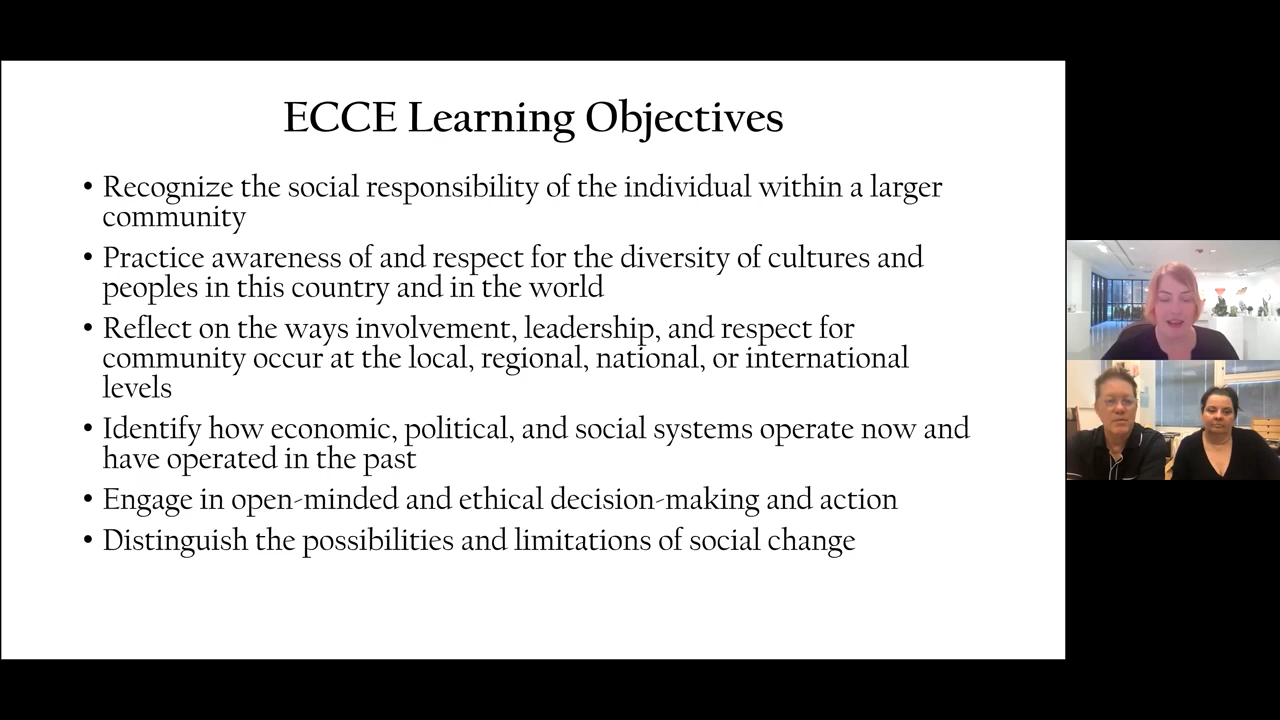 ECCE Learning Objectives
• Recognize the social responsibility of the individual within a larger
community
• Practice awareness of and respect for the diversity of cultures and
peoples in this country and in the world
• Reflect on the ways involvement, leadership, and respect for
community occur at the local, regional, national, or international
levels
• Identify how economic, political, and social systems operate now and
have operated in the past
• Engage in open-minded and ethical decision-making and action
• Distinguish the possibilities and limitations of social change